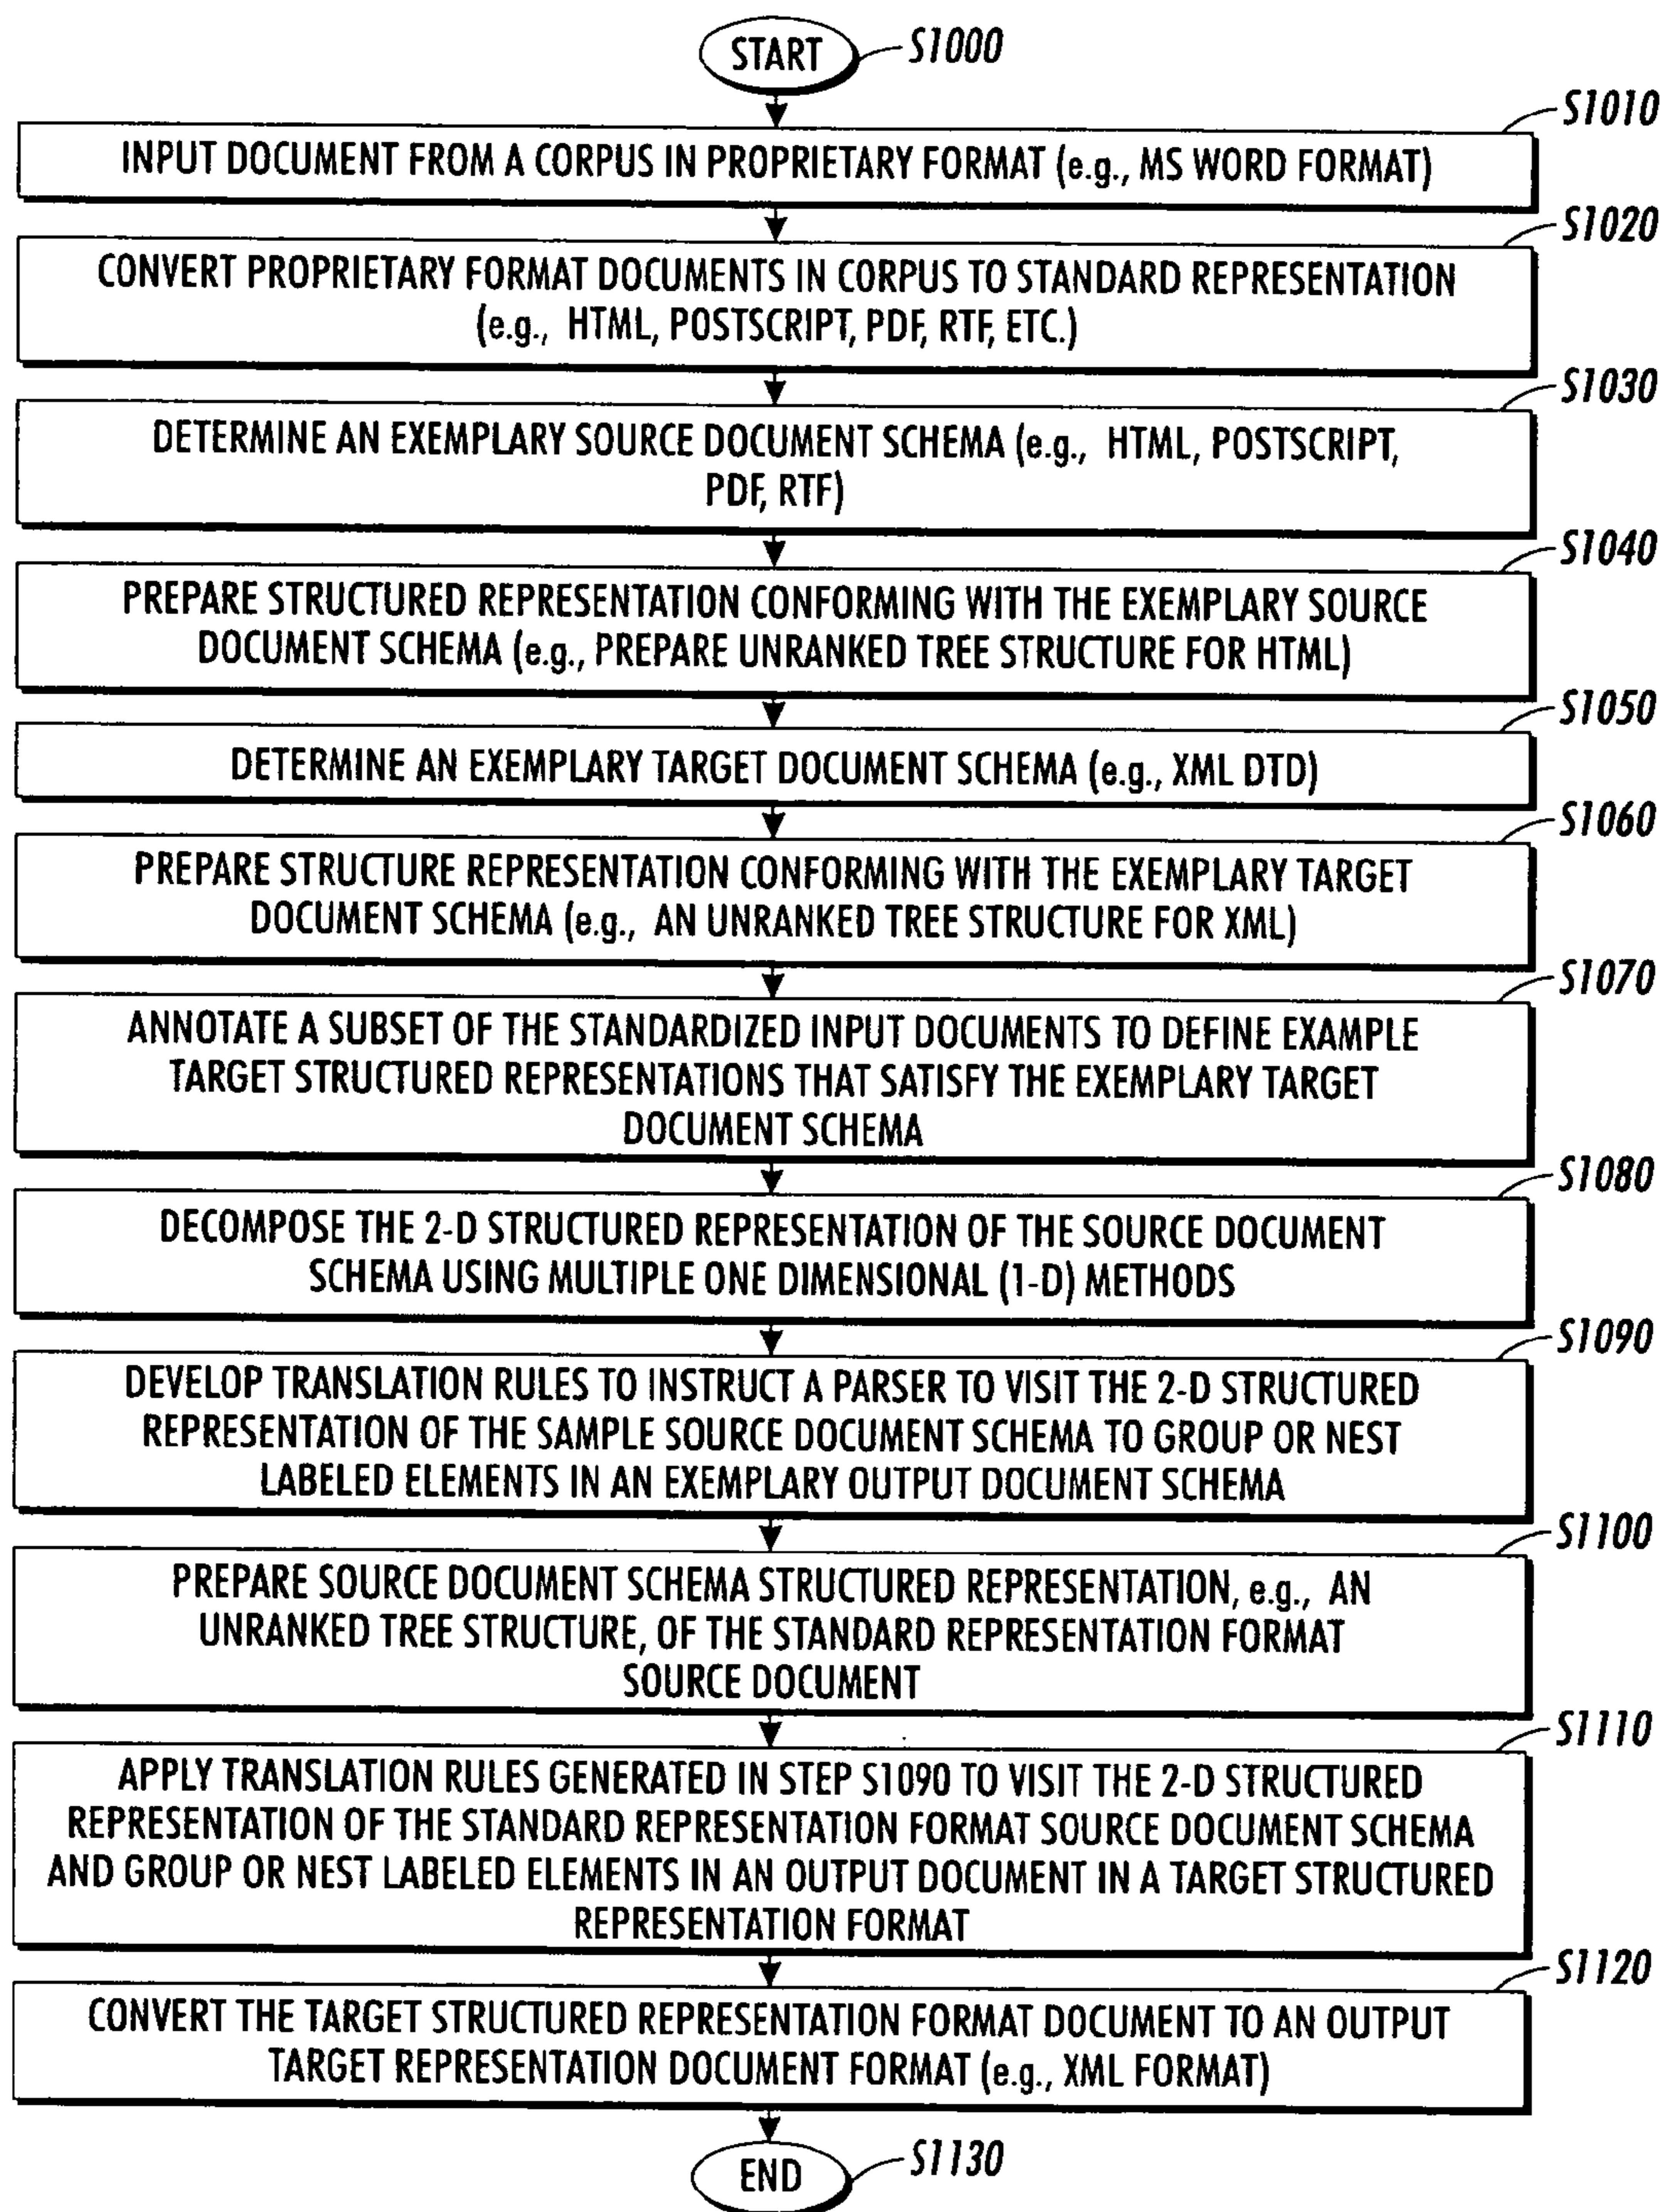 START
S1000
S1010
INPUT DOCUMENT FROM A CORPUS IN PROPRIETARY FORMAT (e.g., MS WORD FORMAT)
S1020
CONVERT PROPRIETARY FORMAT DOCUMENTS IN CORPUS TO STANDARD REPRESENTATION
(e.g., HTML, POSTSCRIPT, PDF, RTF, ETC.)
S1030
DETERMINE AN EXEMPLARY SOURCE DOCUMENT SCHEMA (e.g., HTML, POSTSCRIPT,
PDF, RTF)
S1040
PREPARE STRUCTURED REPRESENTATION CONFORMING WITH THE EXEMPLARY SOURCE
DOCUMENT SCHEMA (e.g., PREPARE UNRANKED TREE STRUCTURE FOR HTML)
S1050
DETERMINE AN EXEMPLARY TARGET DOCUMENT SCHEMA (e.g., XML DTD)
S1060
PREPARE STRUCTURE REPRESENTATION CONFORMING WITH THE EXEMPLARY TARGET
DOCUMENT SCHEMA (e.g., AN UNRANKED TREE STRUCTURE FOR XML)
S1070
ANNOTATE A SUBSET OF THE STANDARDIZED INPUT DOCUMENTS TO DEFINE EXAMPLE
TARGET STRUCTURED REPRESENTATIONS THAT SATISFY THE EXEMPLARY TARGET
DOCUMENT SCHEMA
S1080
DECOMPOSE THE 2-D STRUCTURED REPRESENTATION OF THE SOURCE DOCUMENT
SCHEMA USING MULTIPLE ONE DIMENSIONAL (1-D) METHODS
S1090
DEVELOP TRANSLATION RULES TO INSTRUCT A PARSER TO VISIT THE 2-D STRUCTURED
REPRESENTATION OF THE SAMPLE SOURCE DOCUMENT SCHEMA TO GROUP OR NEST
LABELED ELEMENTS IN AN EXEMPLARY OUTPUT DOCUMENT SCHEMA
S1100
PREPARE SOURCE DOCUMENT SCHEMA STRUCTURED REPRESENTATION, e.g., AN
UNRANKED TREE STRUCTURE, OF THE STANDARD REPRESENTATION FORMAT
SOURCE DOCUMENT
S1110
APPLY TRANSLATION RULES GENERATED IN STEP S1090 TO VISIT THE 2-D STRUCTURED
REPRESENTATION OF THE STANDARD REPRESENTATION FORMAT SOURCE DOCUMENT SCHEMA
AND GROUP OR NEST LABELED ELEMENTS IN AN OUTPUT DOCUMENT IN A TARGET STRUCTURED
REPRESENTATION FORMAT
S1120
CONVERT THE TARGET STRUCTURED REPRESENTATION FORMAT DOCUMENT TO AN OUTPUT
TARGET REPRESENTATION DOCUMENT FORMAT (e.g., XML FORMAT)
END
S1130